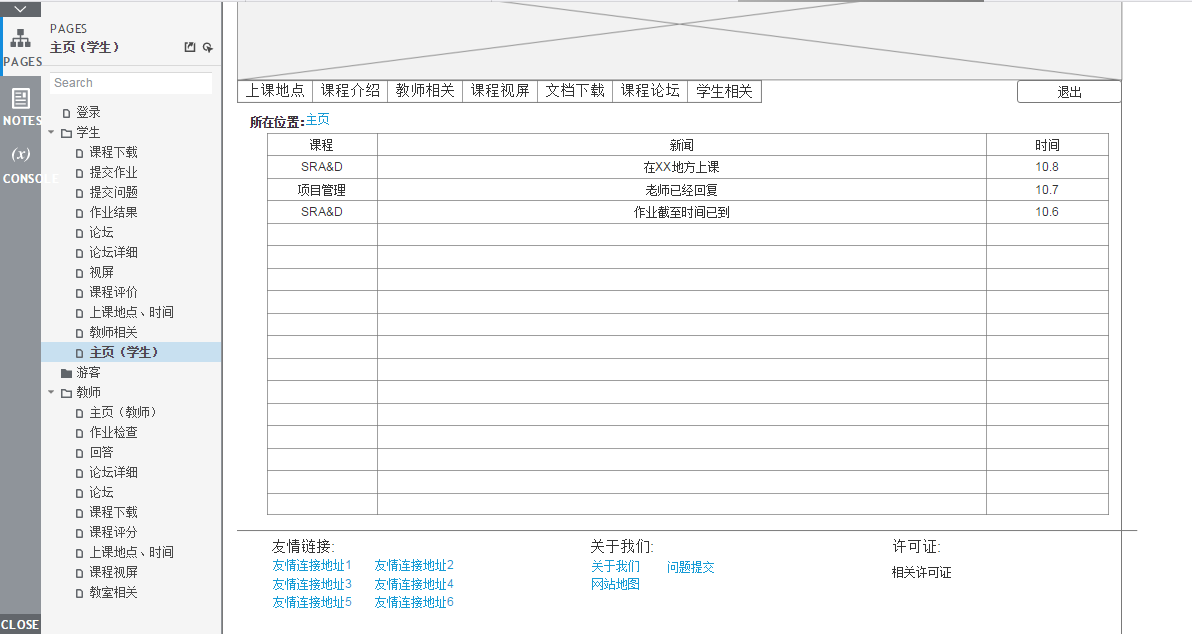 PAGES
NOTES
(x)
CONSOLE
CLOSE
PAGES
主页（学生）
Search
登录
学生
课程下载
提交作业
提交问题
作业结果
论坛
论坛详细
视屏
课程评价
上课地点、时间
教师相关
主页（学生）
游客
教师
主页（教师）
作业检查
回答
论坛详细
论坛
课程下载
课程评分
上课地点、时间
课程视屏
教室相关
上课地点 课程介绍 教师相关 课程视屏 文档下载 课程论坛 学生相关 退出
所在位置:主页
课程 新闻 时间
SRA&D 在XX地方上课 10.8
项目管理 老师已经回复 10.7
SRA&D 作业截至时间已到 10.6
友情链接: 关于我们: 许可证:
友情连接地址1 友情连接地址2 关于我们 问题提交 相关许可证
友情连接地址3 友情连接地址4 网站地图
友情连接地址5 友情连接地址6